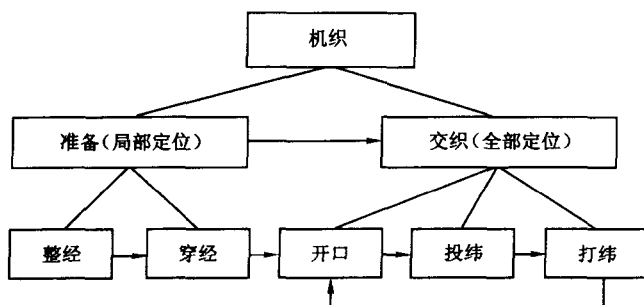 机织
准备(局部定位)
交织(全部定位)
整经
穿经
开口
投纬
打纬